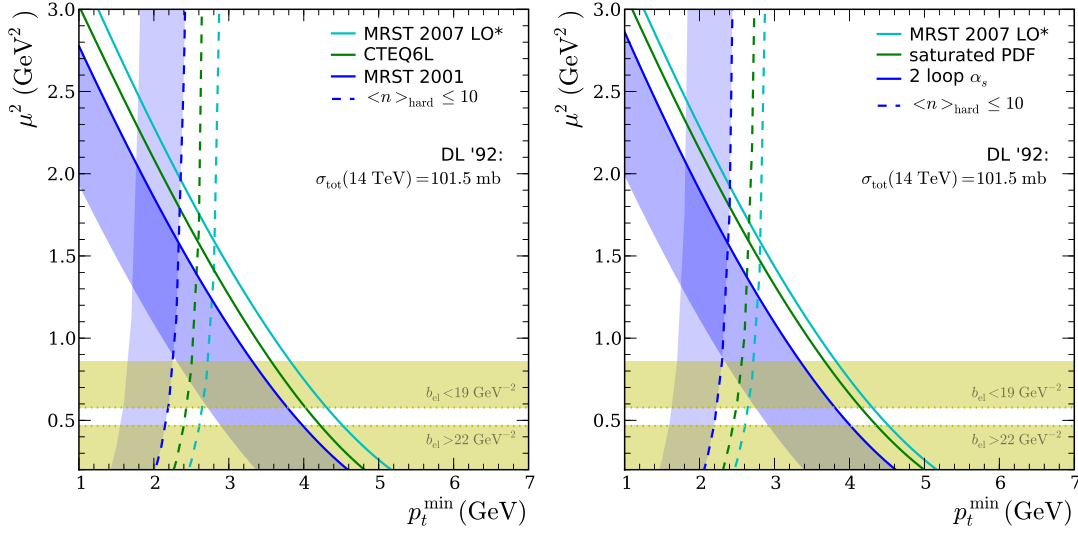 3.0
2.5
2.0
1.5
1.0
0.5
μ² (GeV²)
MRST 2007 LO*
CTEQ6L
MRST 2001
<n>hard ≤ 10
DL '92:
σtot(14 TeV)=101.5 mb
bel<19 GeV⁻²
bel>22 GeV⁻²
1 2 3 4 5 6 7
pₜᵐⁱⁿ (GeV)
3.0
2.5
2.0
1.5
1.0
0.5
μ² (GeV²)
MRST 2007 LO*
saturated PDF
2 loop αs
<n>hard ≤ 10
DL '92:
σtot(14 TeV)=101.5 mb
bel<19 GeV⁻²
bel>22 GeV⁻²
1 2 3 4 5 6 7
pₜᵐⁱⁿ (GeV)